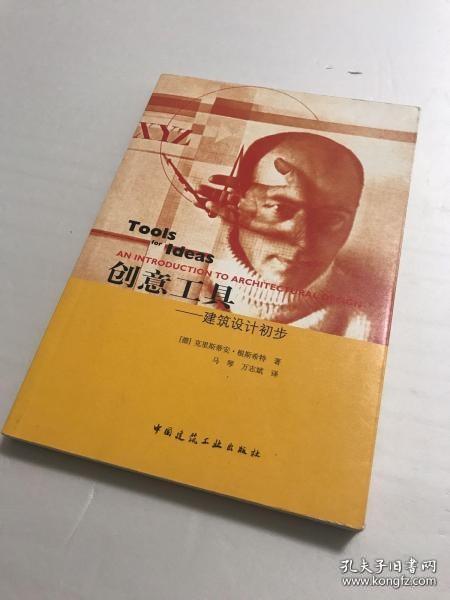 XYZ
Tools
for Ideas
AN INTRODUCTION TO ARCHITECTURAL DESIGN
创意工具
——建筑设计初步
[德] 克里斯蒂安·根斯希特 著
马琴 万志斌 译
中国建筑工业出版社
孔夫子旧书网
www.kongfz.com